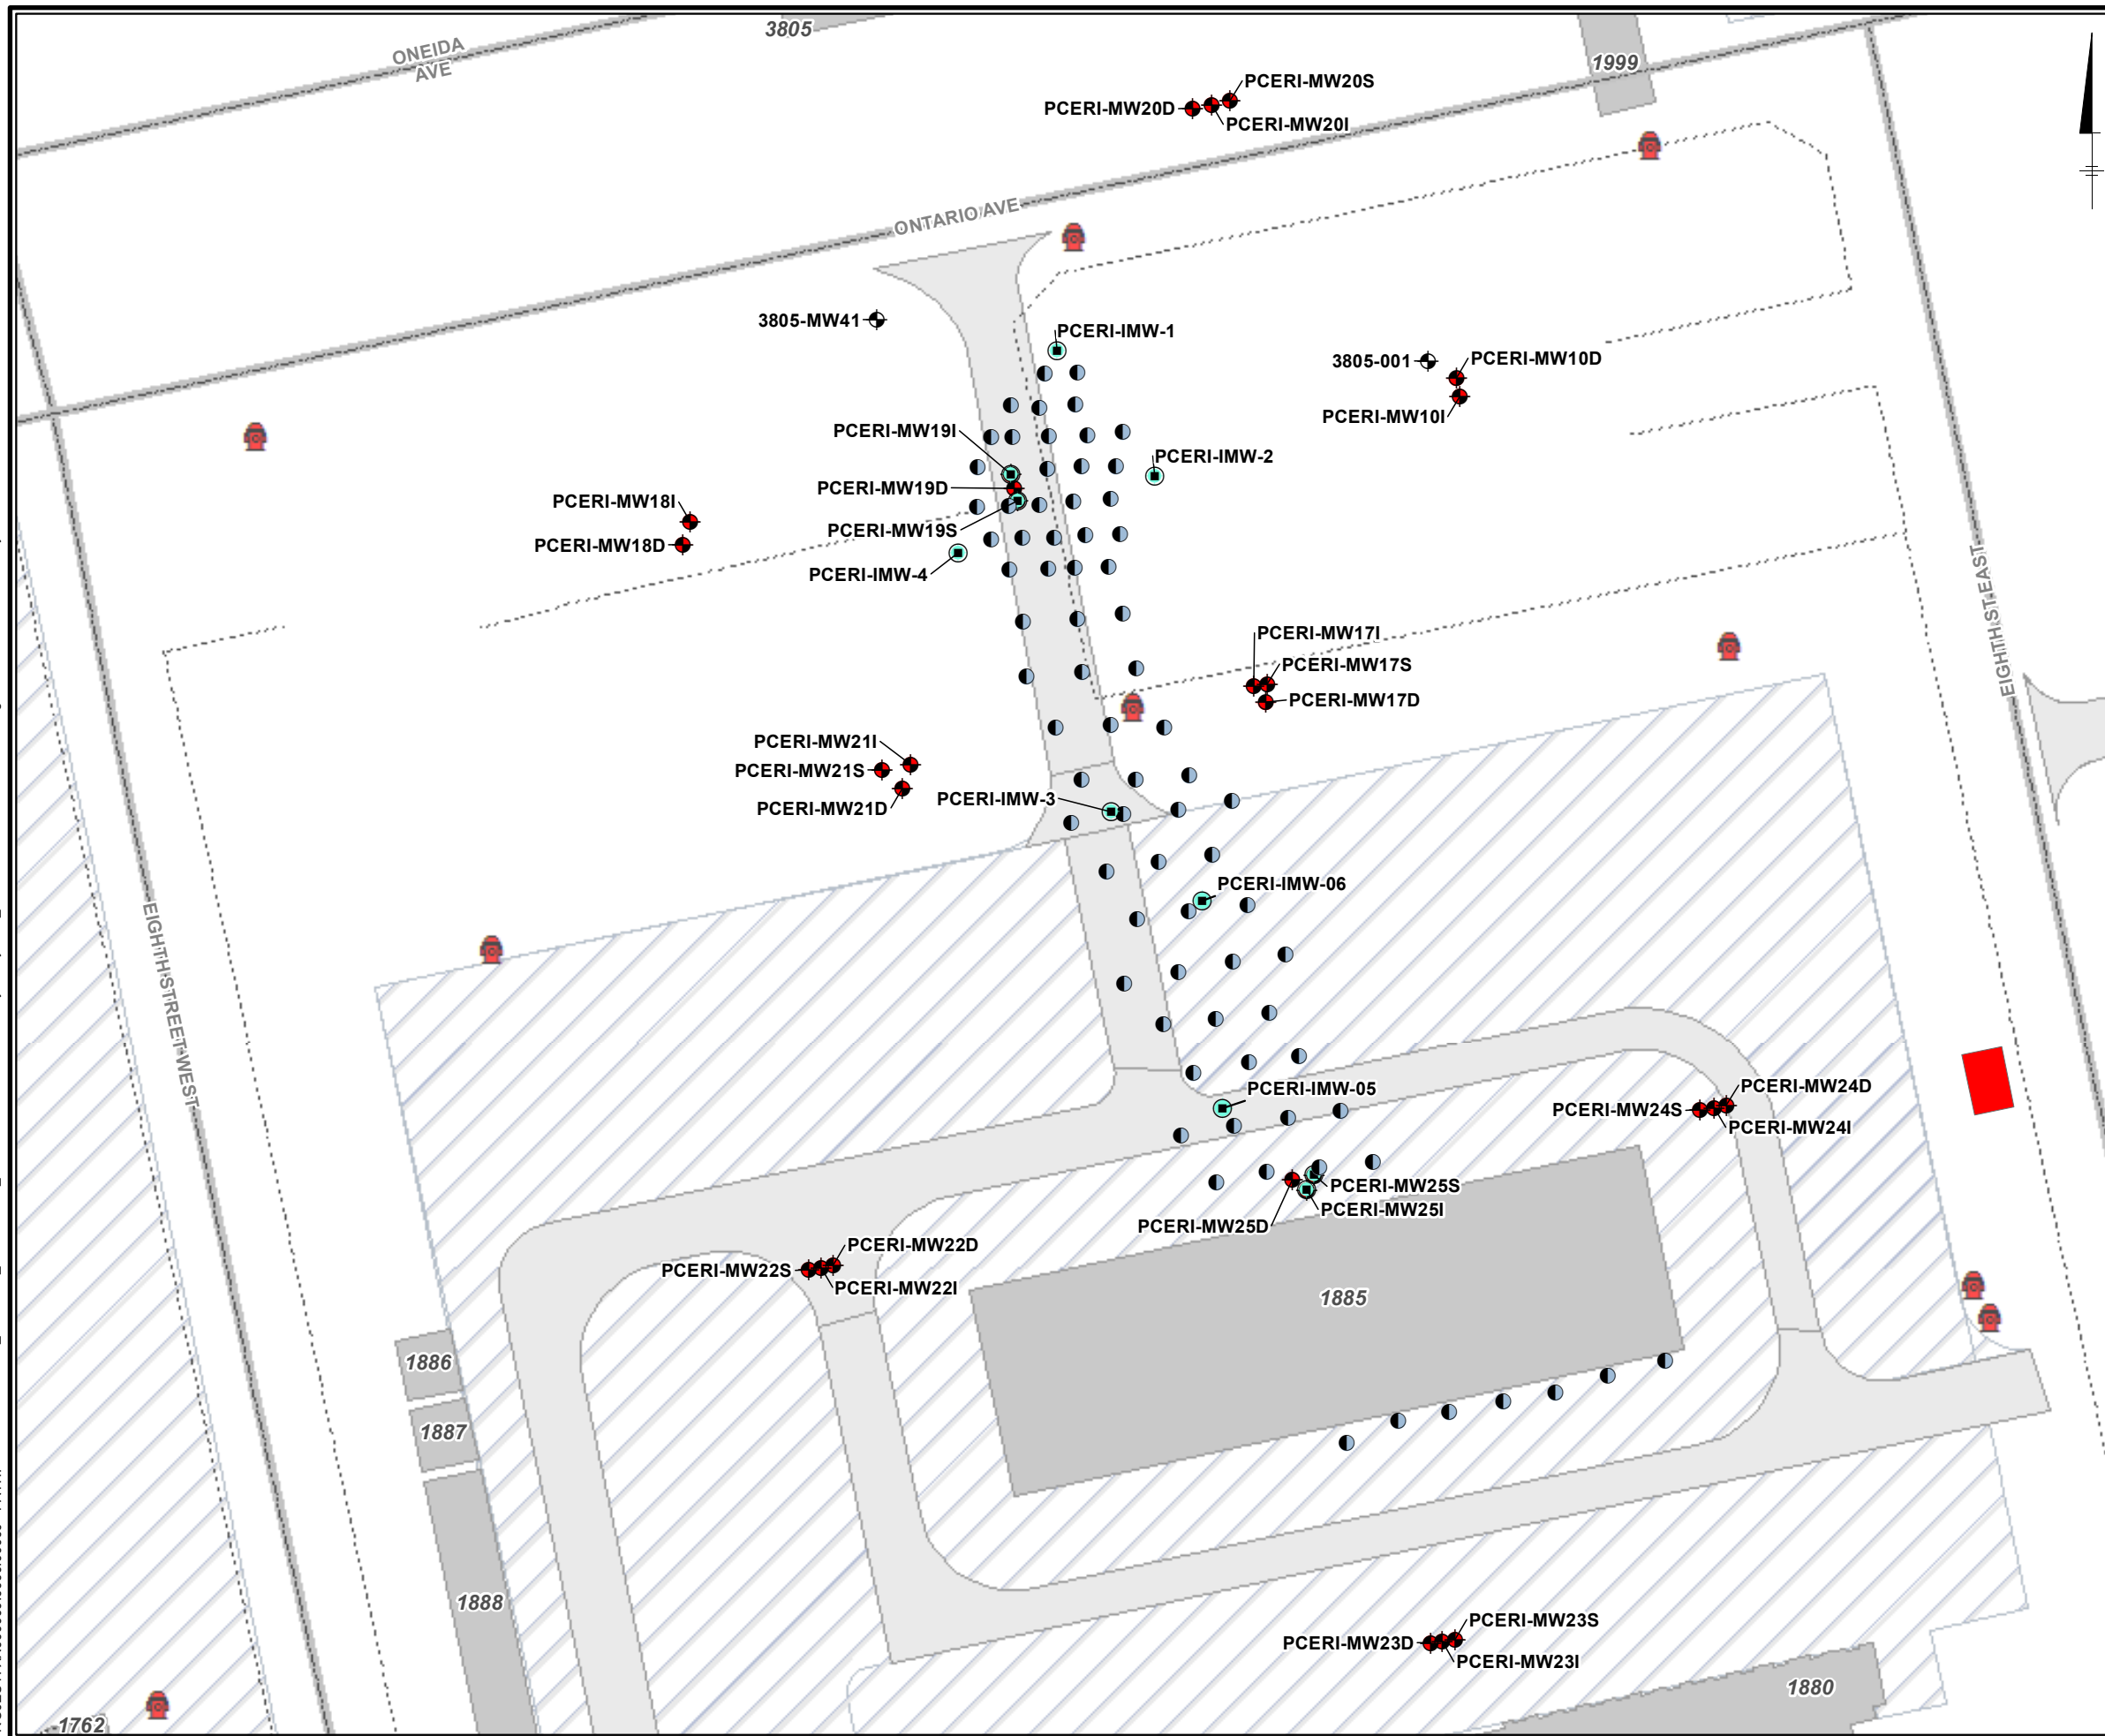 3805
ONEIDA
AVE
1999
PCERI-MW20S
PCERI-MW20D
PCERI-MW20I
ONTARIO AVE
3805-MW41
PCERI-IMW-1
3805-001
PCERI-MW10D
PCERI-MW10I
PCERI-MW19I
PCERI-IMW-2
PCERI-MW19D
PCERI-MW18I
PCERI-MW19S
PCERI-MW18D
PCERI-IMW-4
EIGHTH ST EAST
PCERI-MW17I
PCERI-MW17S
PCERI-MW17D
PCERI-MW21I
PCERI-MW21S
PCERI-MW21D
PCERI-IMW-3
PCERI-IMW-06
EIGHTH STREET WEST
PCERI-IMW-05
PCERI-MW24D
PCERI-MW24S
PCERI-MW24I
PCERI-MW25S
PCERI-MW25I
PCERI-MW25D
PCERI-MW22D
PCERI-MW22S
PCERI-MW22I
1885
1886
1887
1888
PCERI-MW23S
PCERI-MW23D
PCERI-MW23I
1880
1762